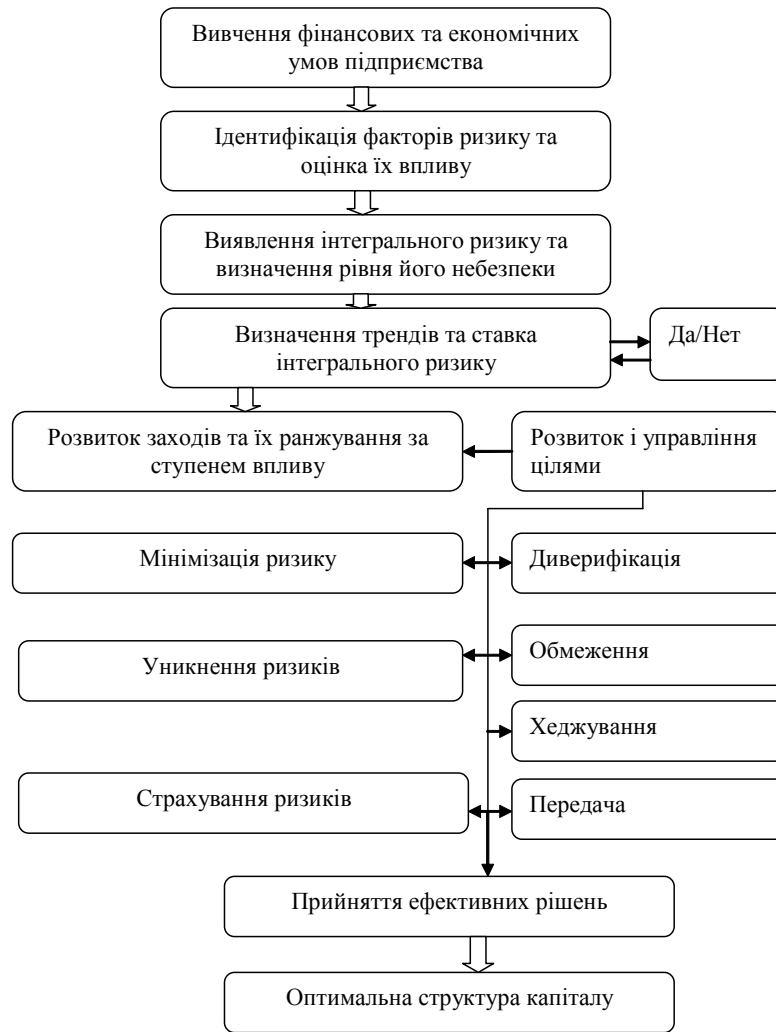 Вивчення фінансових та економічних
умов підприємства
Ідентифікація факторів ризику та
оцінка їх впливу
Виявлення інтегрального ризику та
визначення рівня його небезпеки
Визначення трендів та ставка
інтегрального ризику
Да/Нет
Розвиток заходів та їх ранжування за
ступенем впливу
Розвиток і управління
цілями
Мінімізація ризику
Диверифікація
Уникнення ризиків
Обмеження
Хеджування
Страхування ризиків
Передача
Прийняття ефективних рішень
Оптимальна структура капіталу